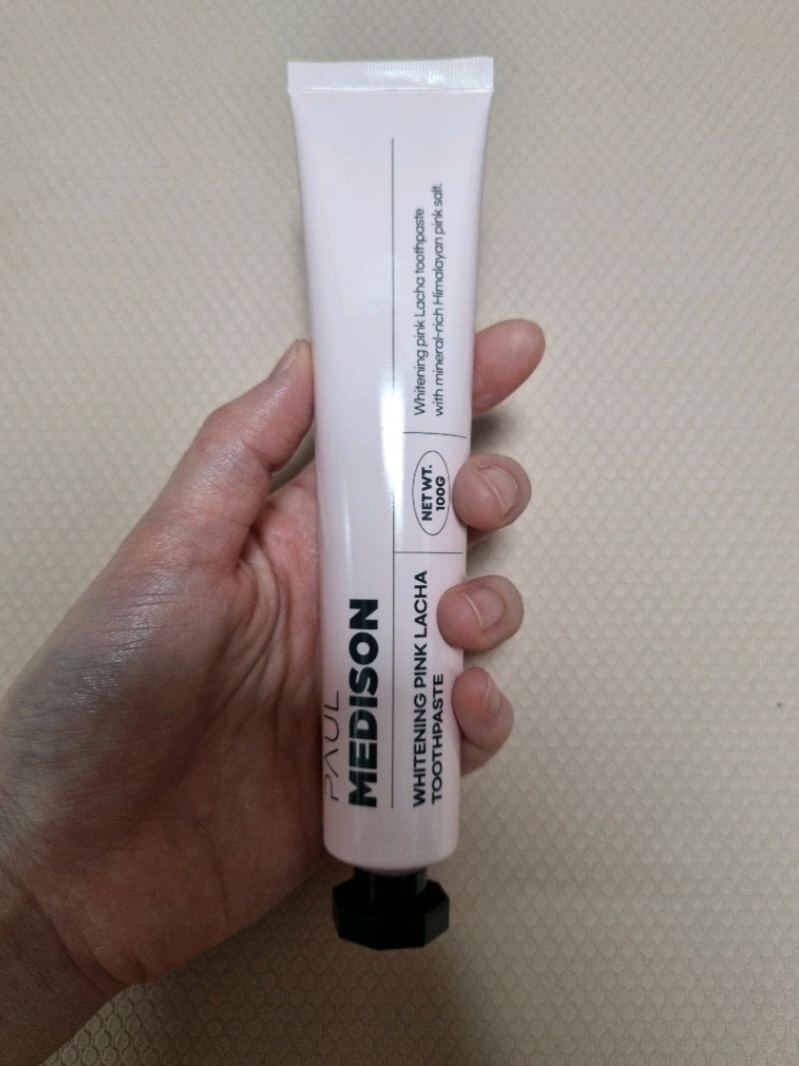 PAUL
MEDISON
WHITENING PINK LACHA
TOOTHPASTE
NET WT.
100G
Whitening pink Lacha toothpaste
with mineral-rich Himalayan pink salt.